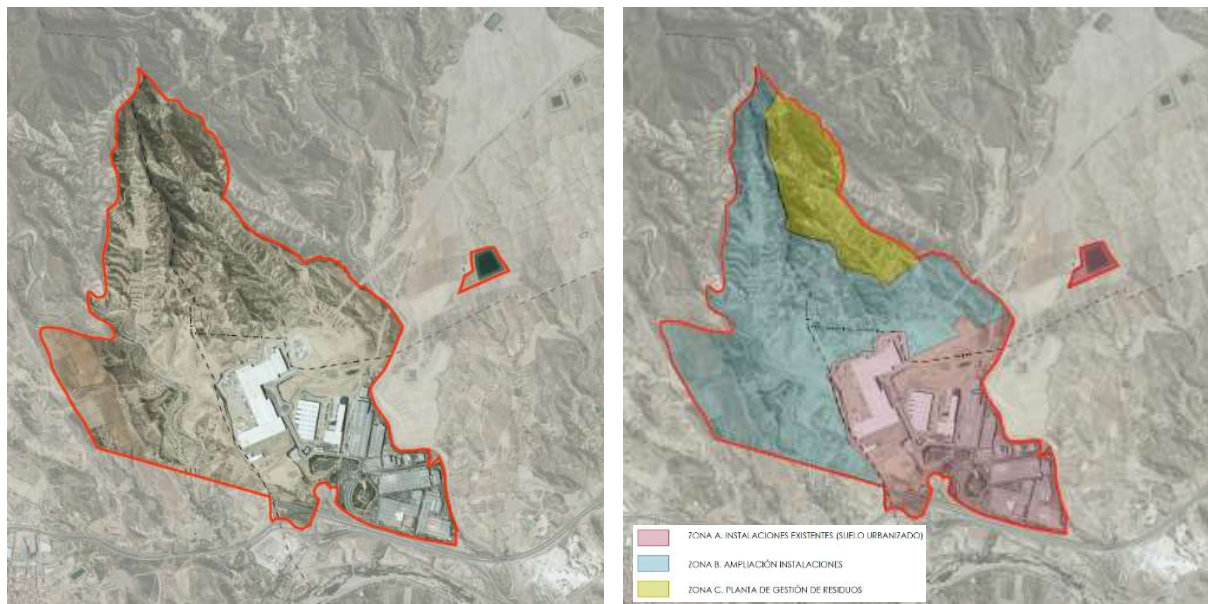 ZONA A. INSTALACIONES EXISTENTES (SUELO URBANIZADO)
ZONA B. AMPLIACIÓN INSTALACIONES
ZONA C. PLANTA DE GESTIÓN DE RESIDUOS